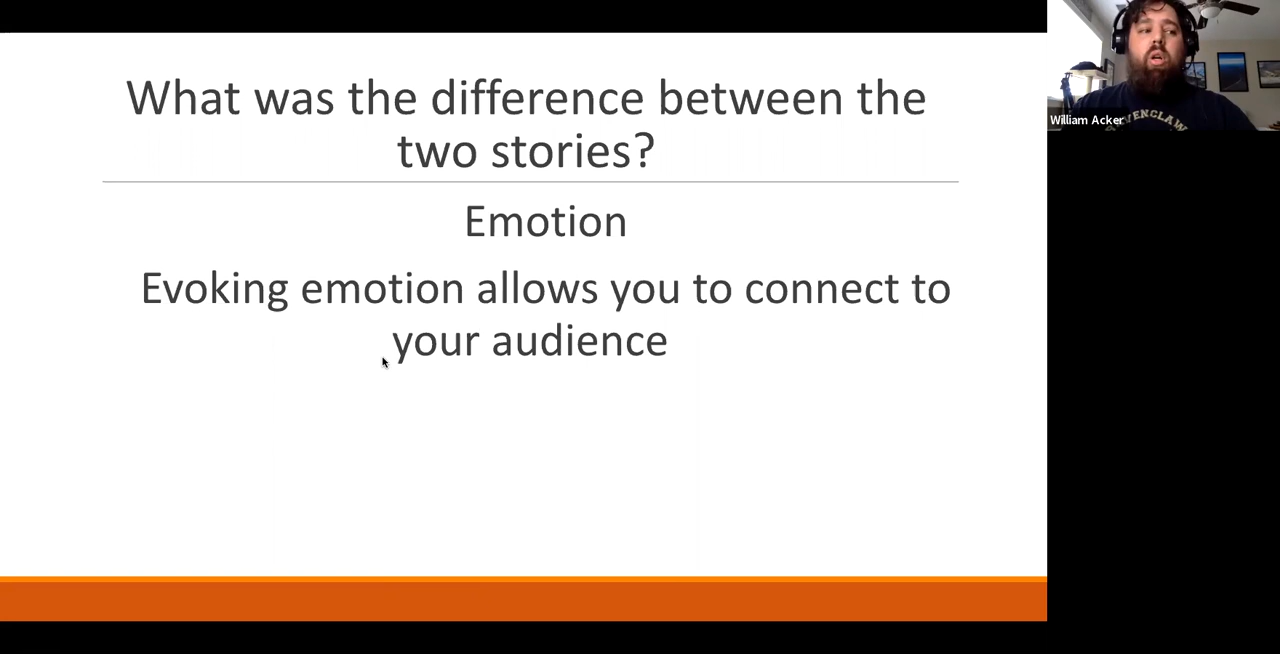 What was the difference between the
two stories?
Emotion
Evoking emotion allows you to connect to
your audience
William Acker
VENCLAW